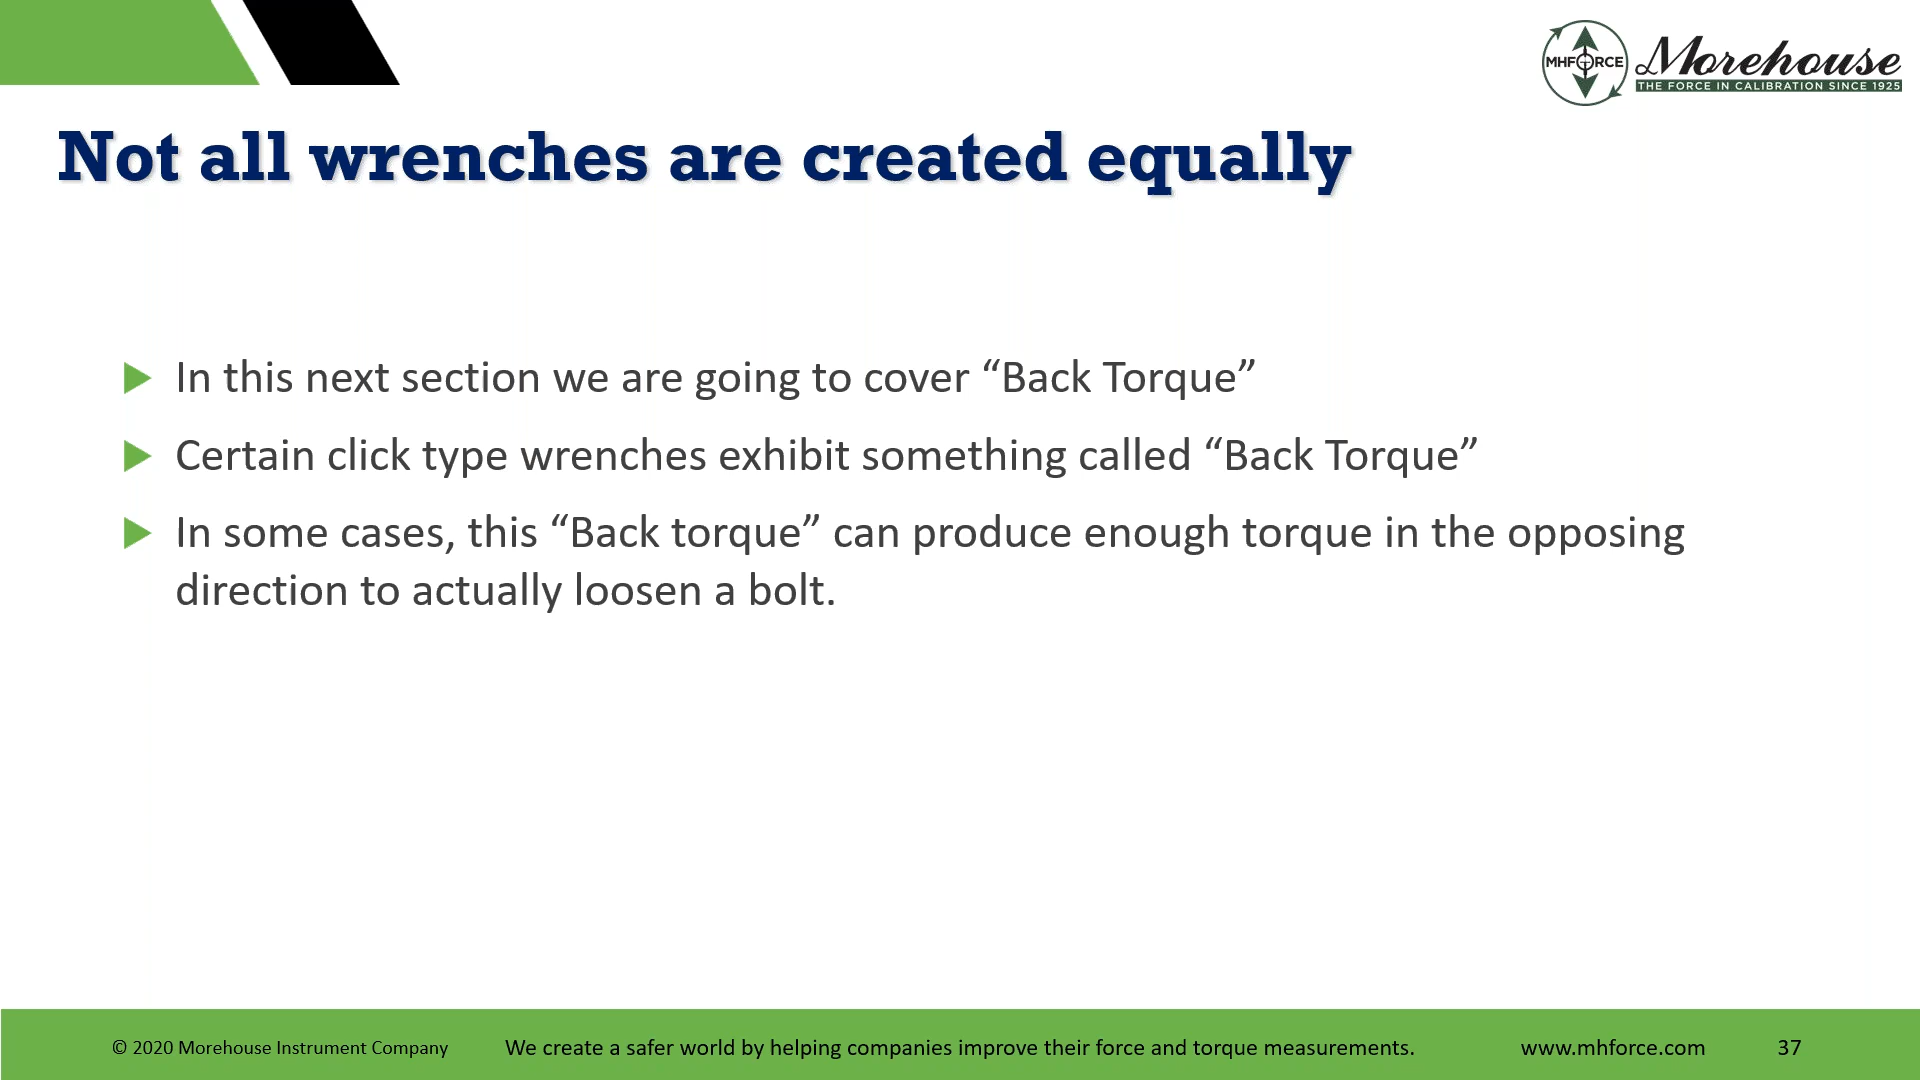 MHFORCE
Morehouse
THE FORCE IN CALIBRATION SINCE 1925
Not all wrenches are created equally
In this next section we are going to cover “Back Torque”
Certain click type wrenches exhibit something called “Back Torque”
In some cases, this “Back torque” can produce enough torque in the opposing
direction to actually loosen a bolt.
© 2020 Morehouse Instrument Company We create a safer world by helping companies improve their force and torque measurements. www.mhforce.com 37